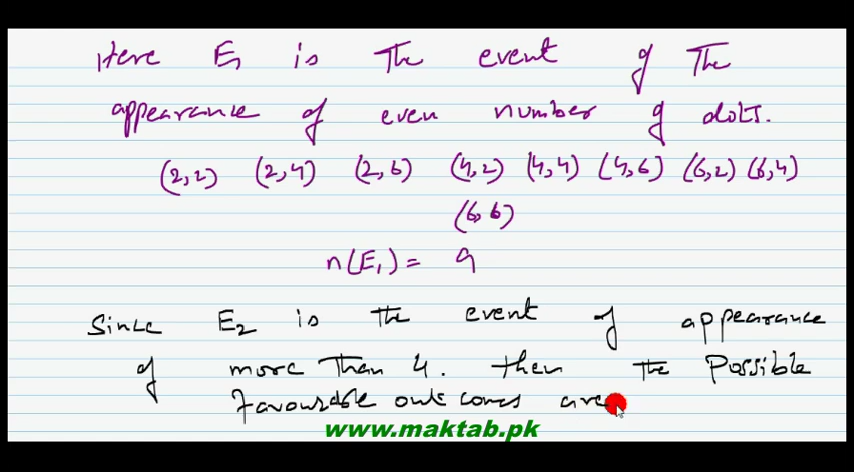 Here E₁ is the event of the
appearance of even number of dots.
(2,2) (2,4) (2,6) (4,2) (4,4) (4,6) (6,2) (6,4)
(6,6)
n(E₁) = 9
Since E₂ is the event of appearance
of more than 4. then the Possible
favourable outcomes are
www.maktab.pk